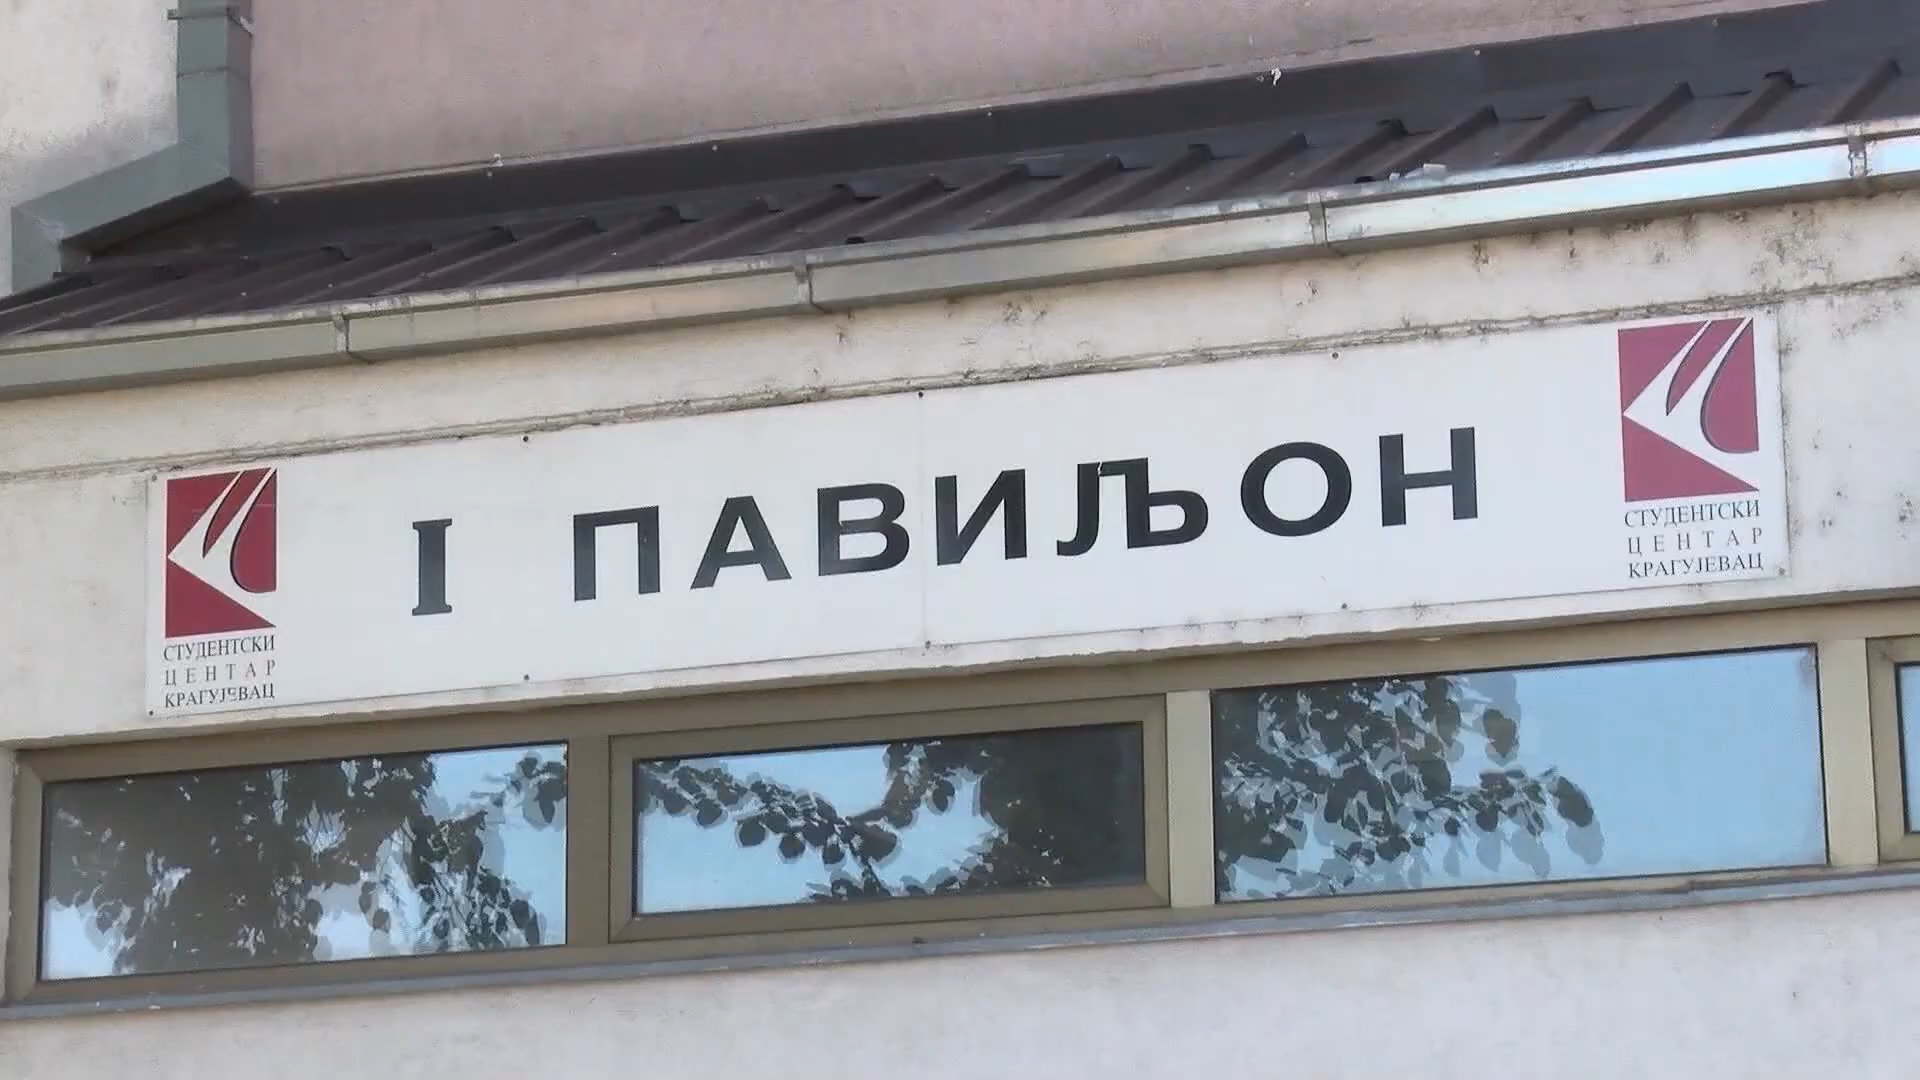 СТУДЕНТСКИ
ЦЕНТАР
КРАГУЈЕВАЦ
I ПАВИЉОН
СТУДЕНТСКИ
ЦЕНТАР
КРАГУЈЕВАЦ